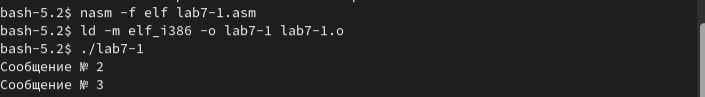 bash-5.2$ nasm -f elf lab7-1.asm
bash-5.2$ ld -m elf_i386 -o lab7-1 lab7-1.o
bash-5.2$ ./lab7-1
Сообщение № 2
Сообщение № 3